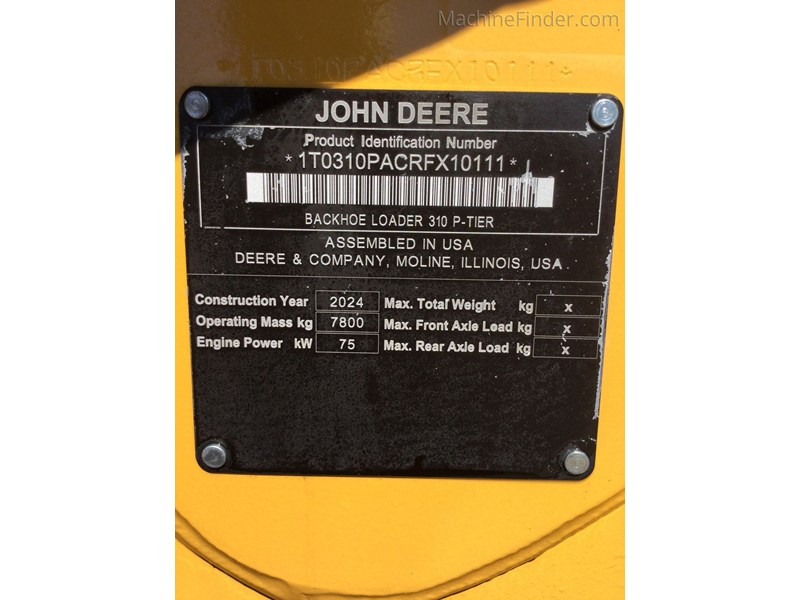 MachineFinder.com
T0310PACRFX10111*
JOHN DEERE
Product Identification Number
*1T0310PACRFX10111*
BACKHOE LOADER 310 P-TIER
ASSEMBLED IN USA
DEERE & COMPANY, MOLINE, ILLINOIS, USA
Construction Year 2024 Max. Total Weight kg x
Operating Mass kg 7800 Max. Front Axle Load kg x
Engine Power kW 75 Max. Rear Axle Load kg x